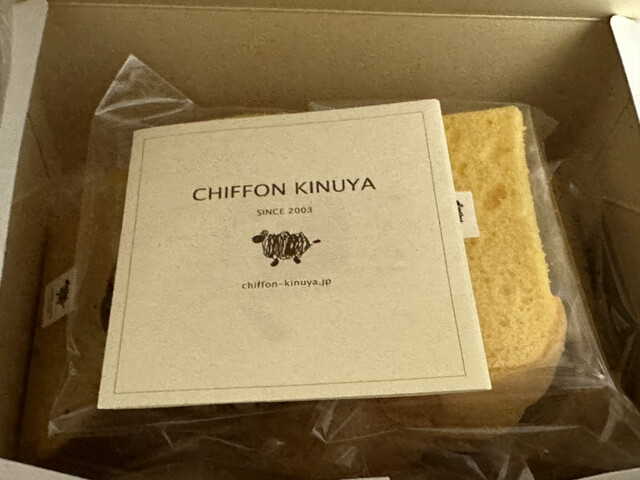 CHIFFON KINUYA
SINCE 2003
chiffon-kinuya.jp